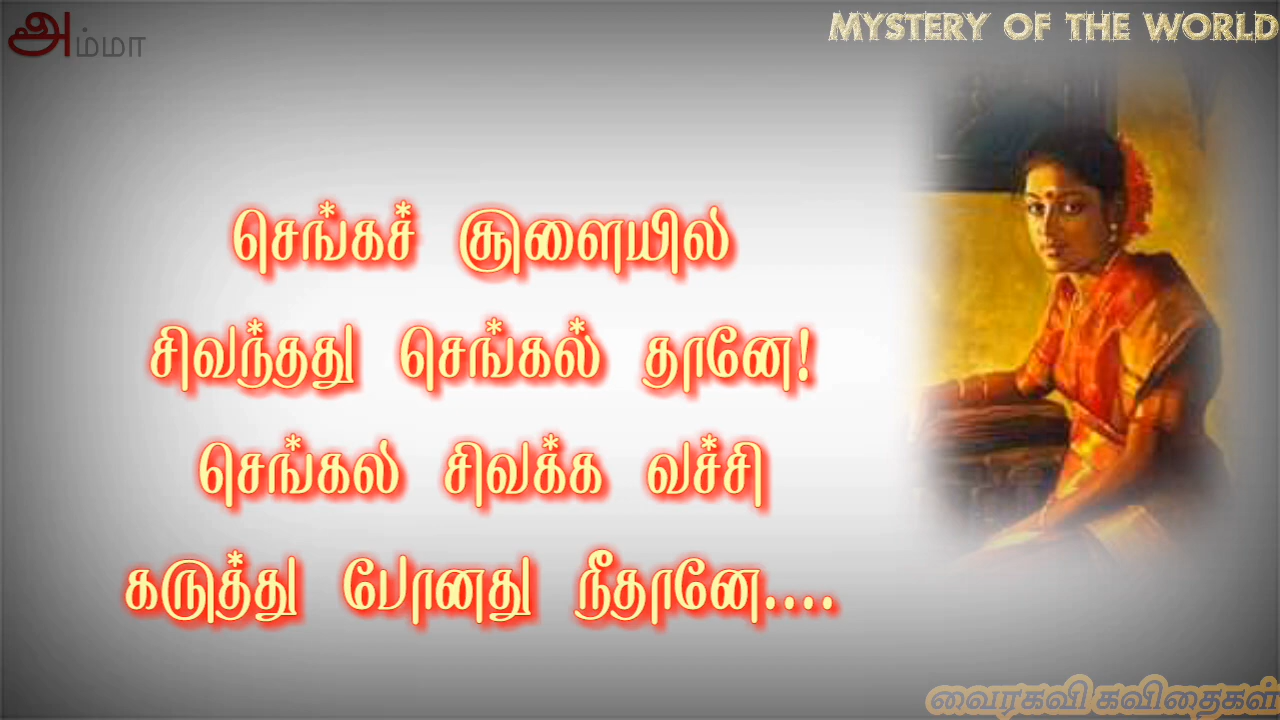 அம்மா
MYSTERY OF THE WORLD
செங்கச் சூளையில்
சிவந்தது செங்கல் தானே!
செங்கல் சிவக்க வச்சி
கருத்து போனது நீதானே....
வைரகவி கவிதைகள்